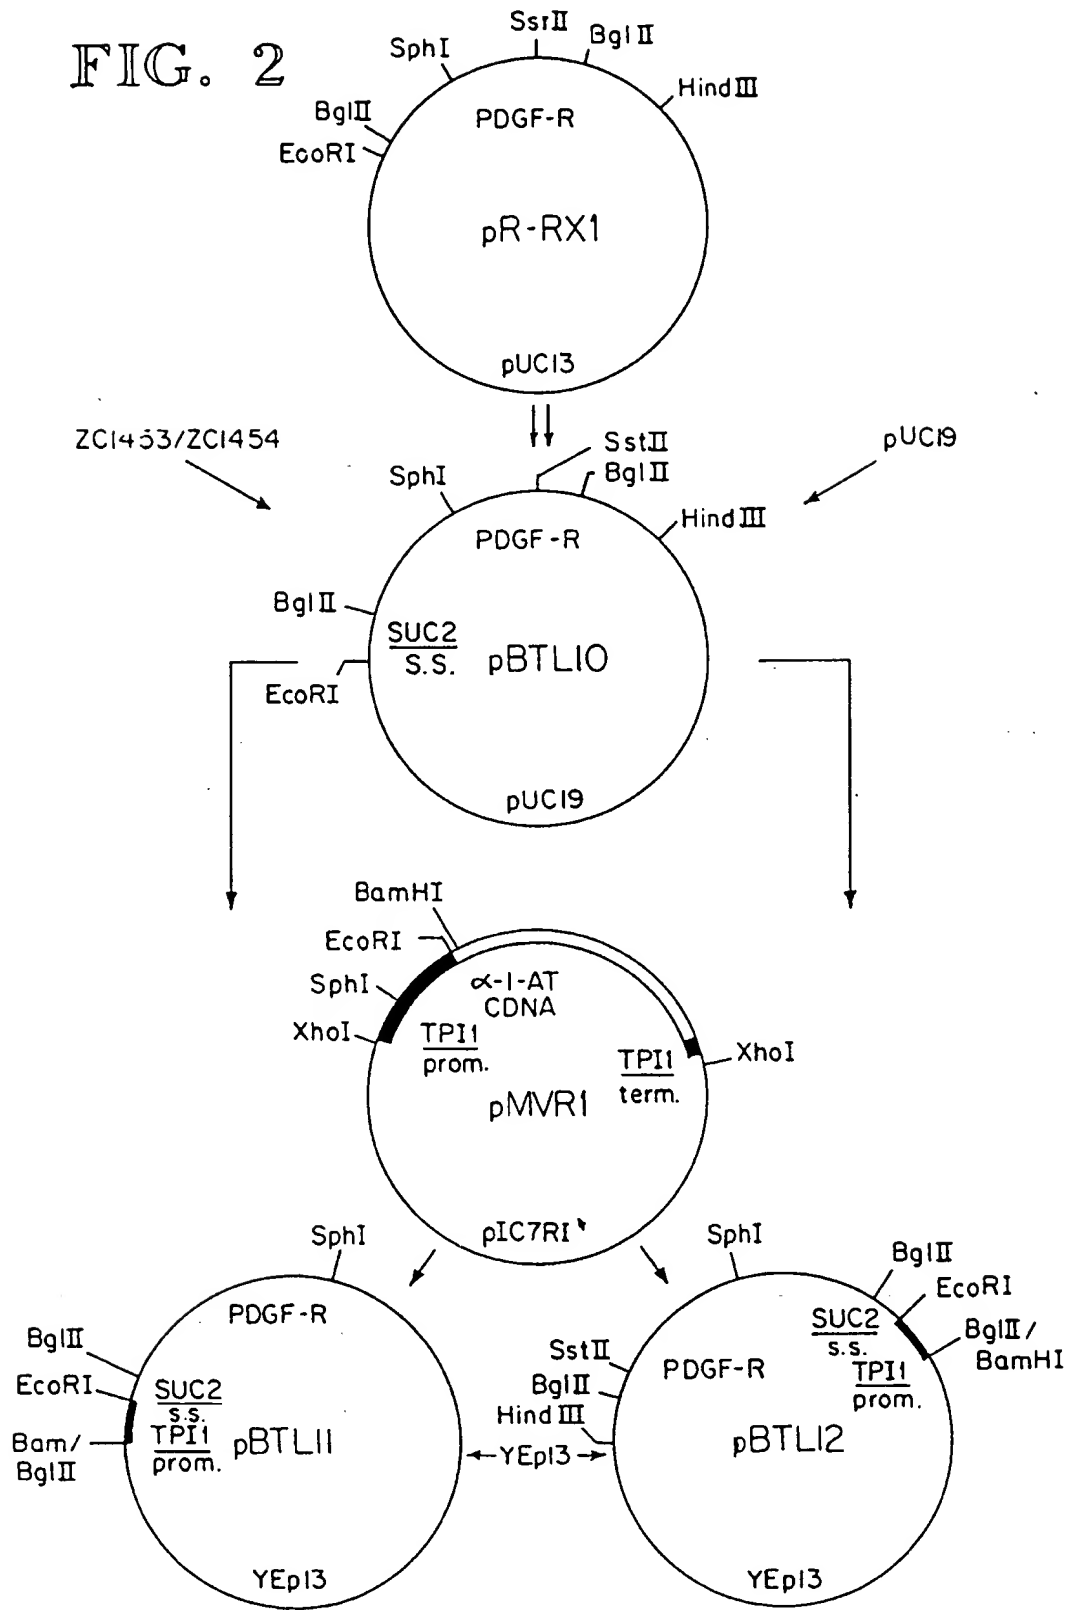 FIG. 2
SsrII
BglII
SphI
HindIII
BglII
EcoRI
PDGF-R
pR-RX1
pUC13
ZC1453/ZC1454
pUC19
SstII
BglII
SphI
HindIII
PDGF-R
BglII
SUC2
S.S.
pBTL10
EcoRI
pUC19
BamHI
EcoRI
SphI
XhoI
α-1-AT
CDNA
TPI1
prom.
TPI1
term.
XhoI
pMVR1
pIC7RI
SphI
PDGF-R
BglII
EcoRI
SUC2
s.s.
TPI1
prom.
Bam/
BglII
pBTL11
YEp13
YEp13
SphI
BglII
EcoRI
BglII/
BamHI
SUC2
s.s.
TPI1
prom.
SstII
BglII
HindIII
PDGF-R
pBTL12
YEp13